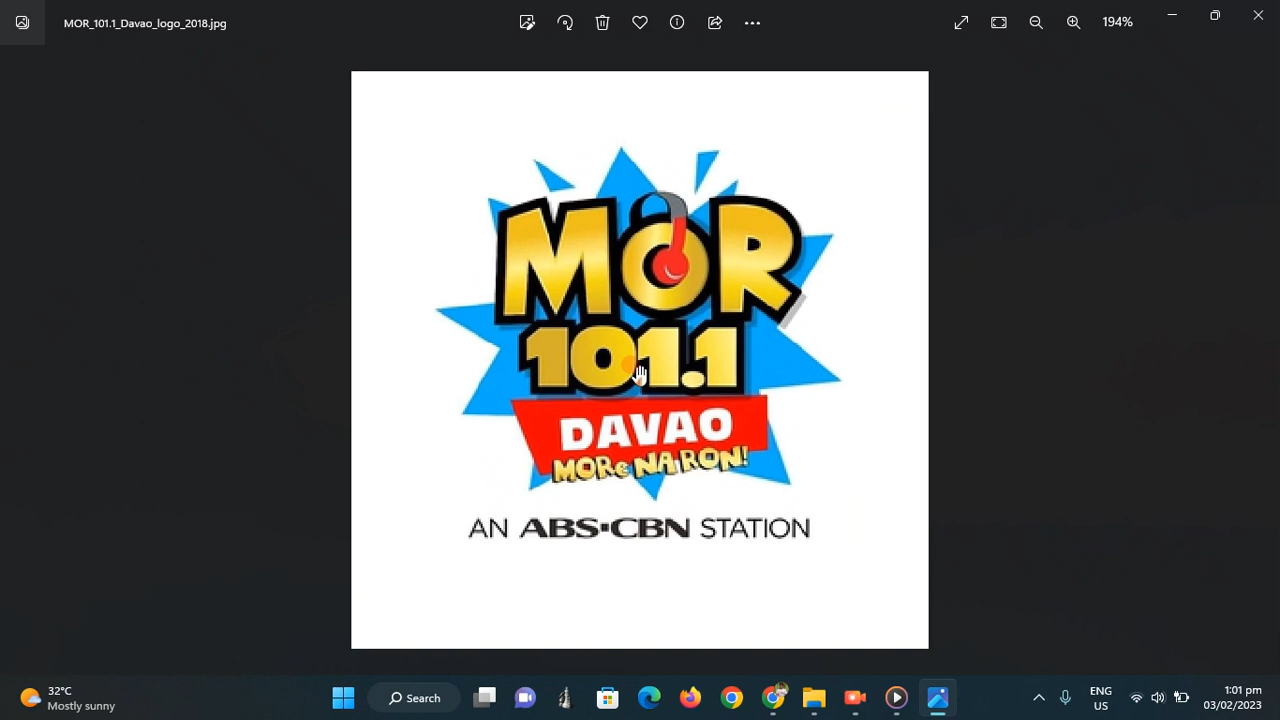 MOR_101.1_Davao_logo_2018.jpg
194%
MOR
101.1
DAVAO
MORe NA RON!
AN ABS-CBN STATION
32°C
Mostly sunny
Search
ENG
US
1:01 pm
03/02/2023